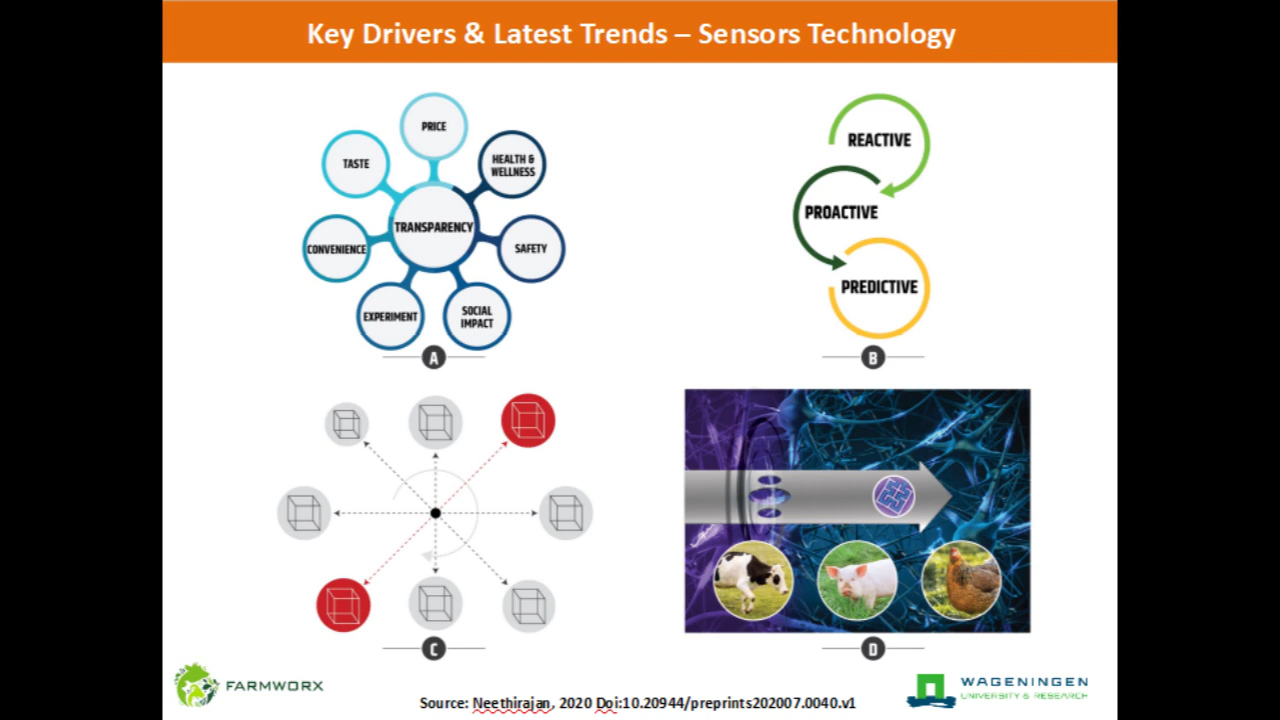 Key Drivers & Latest Trends – Sensors Technology
PRICE
TASTE
HEALTH &
WELLNESS
TRANSPARENCY
CONVENIENCE
SAFETY
EXPERIMENT
SOCIAL
IMPACT
A
REACTIVE
PROACTIVE
PREDICTIVE
B
C
D
FARMWORX
Source: Neethirajan, 2020 Doi:10.20944/preprints202007.0040.v1
WAGENINGEN
UNIVERSITY & RESEARCH